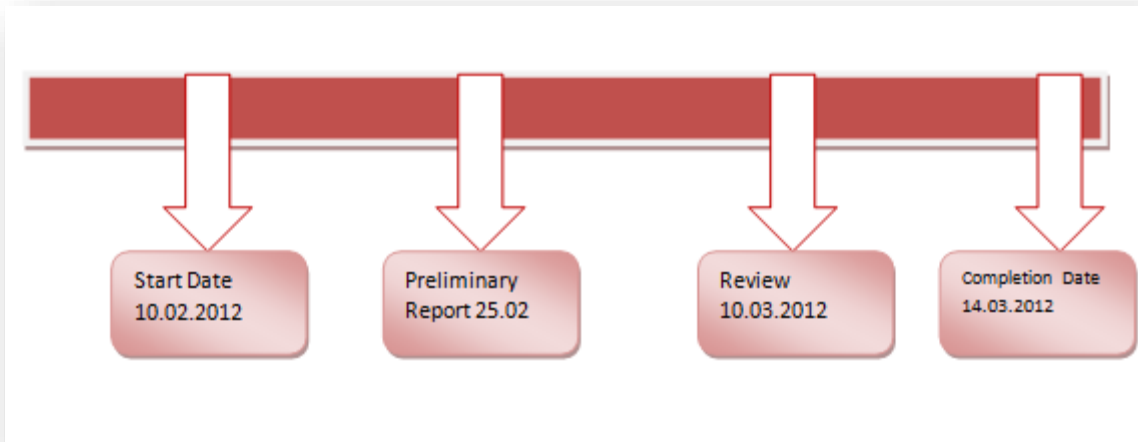 Start Date
10.02.2012
Preliminary
Report 25.02
Review
10.03.2012
Completion Date
14.03.2012